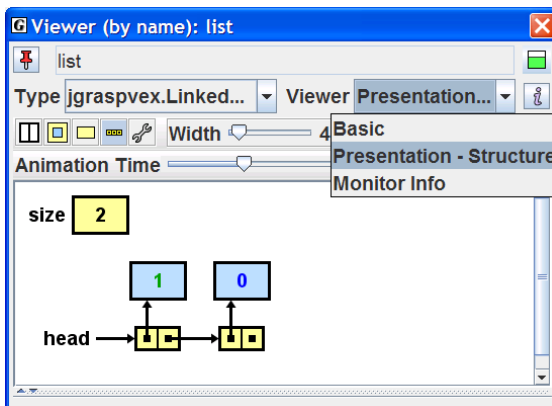 G Viewer (by name): list
list
Type jgraspvex.Linked... Viewer Presentation... i
Width 4
Basic
Presentation - Structure
Monitor Info
Animation Time
size 2
1 0
head